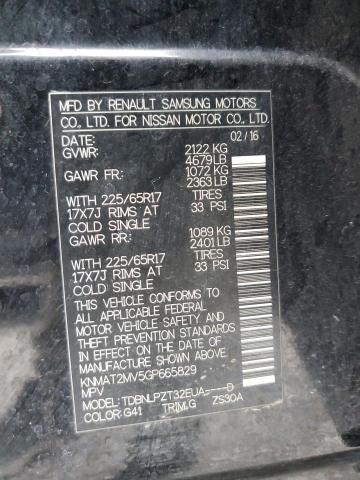 MFD BY RENAULT SAMSUNG MOTORS
CO., LTD. FOR NISSAN MOTOR CO., LTD.
DATE: 02/16
GVWR: 2122 KG
4679LB
GAWR FR: 1072 KG
2363LB
WITH 225/65R17 TIRES
17X7J RIMS AT 33 PSI
COLD SINGLE
GAWR RR: 1089 KG
2401LB
WITH 225/65R17 TIRES
17X7J RIMS AT 33 PSI
COLD SINGLE
THIS VEHICLE CONFORMS TO
ALL APPLICABLE FEDERAL
MOTOR VEHICLE SAFETY AND
THEFT PREVENTION STANDARDS
IN EFFECT ON THE DATE OF
MANUFACTURE SHOWN ABOVE
KNMAT2MV5GP665829
MPV
MODEL: TDBNLPZT32EUA----D
COLOR: G41 TRIM: G ZS30A